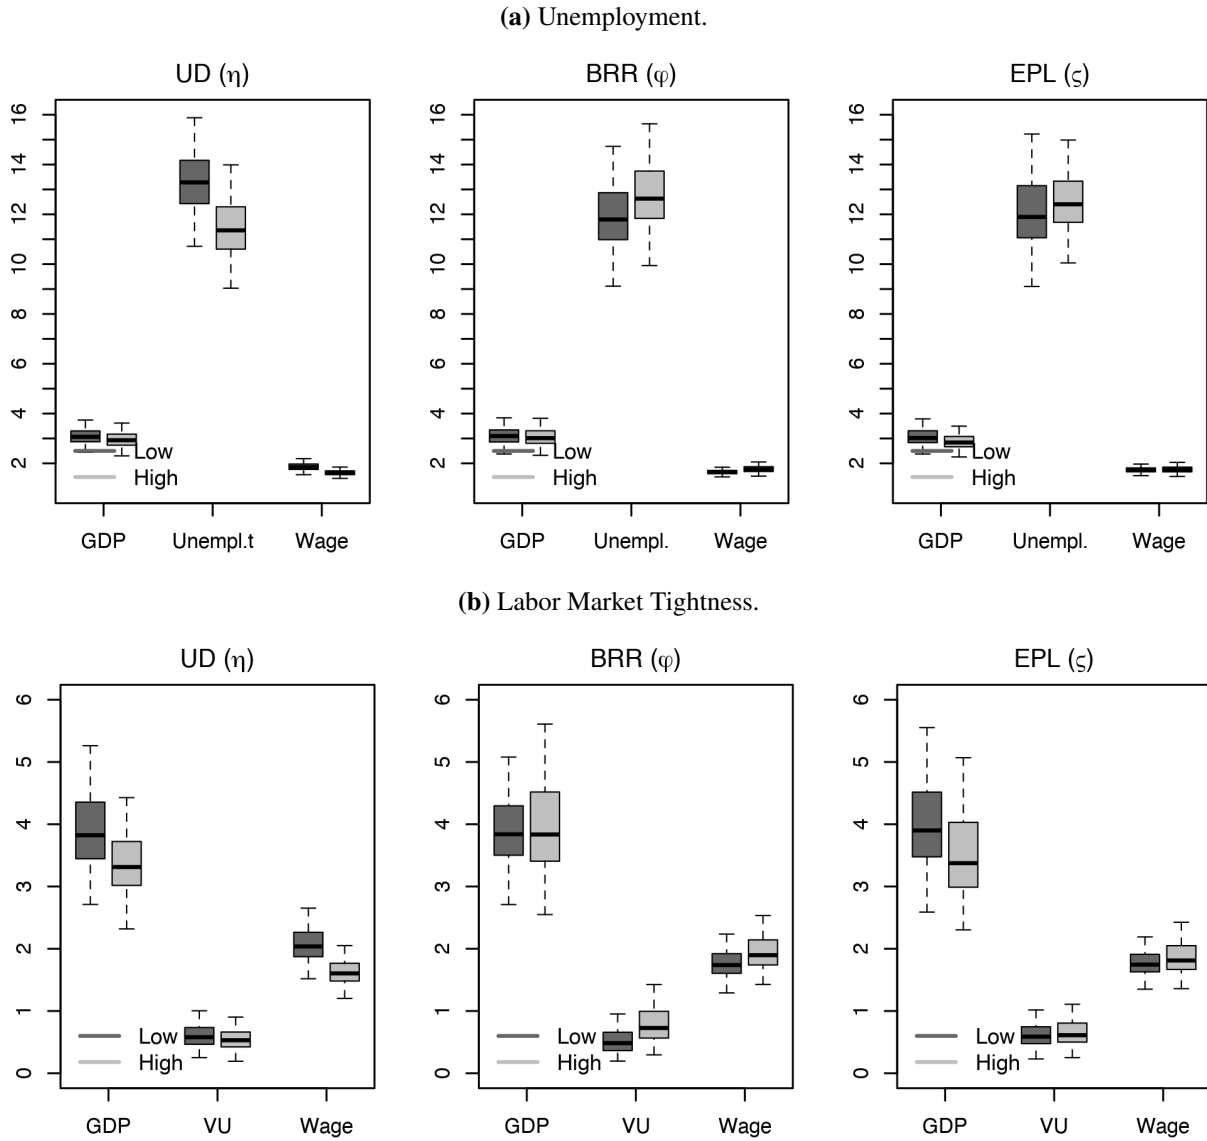 (a) Unemployment.
UD (η) BRR (φ) EPL (ς)
16 16 16
14 14 14
12 12 12
10 10 10
8 8 8
6 6 6
4 4 4
2 2 2
Low Low Low
High High High
GDP Unempl.t Wage GDP Unempl. Wage GDP Unempl. Wage
(b) Labor Market Tightness.
UD (η) BRR (φ) EPL (ς)
6 6 6
5 5 5
4 4 4
3 3 3
2 2 2
1 1 1
Low Low Low
High High High
0 0 0
GDP VU Wage GDP VU Wage GDP VU Wage